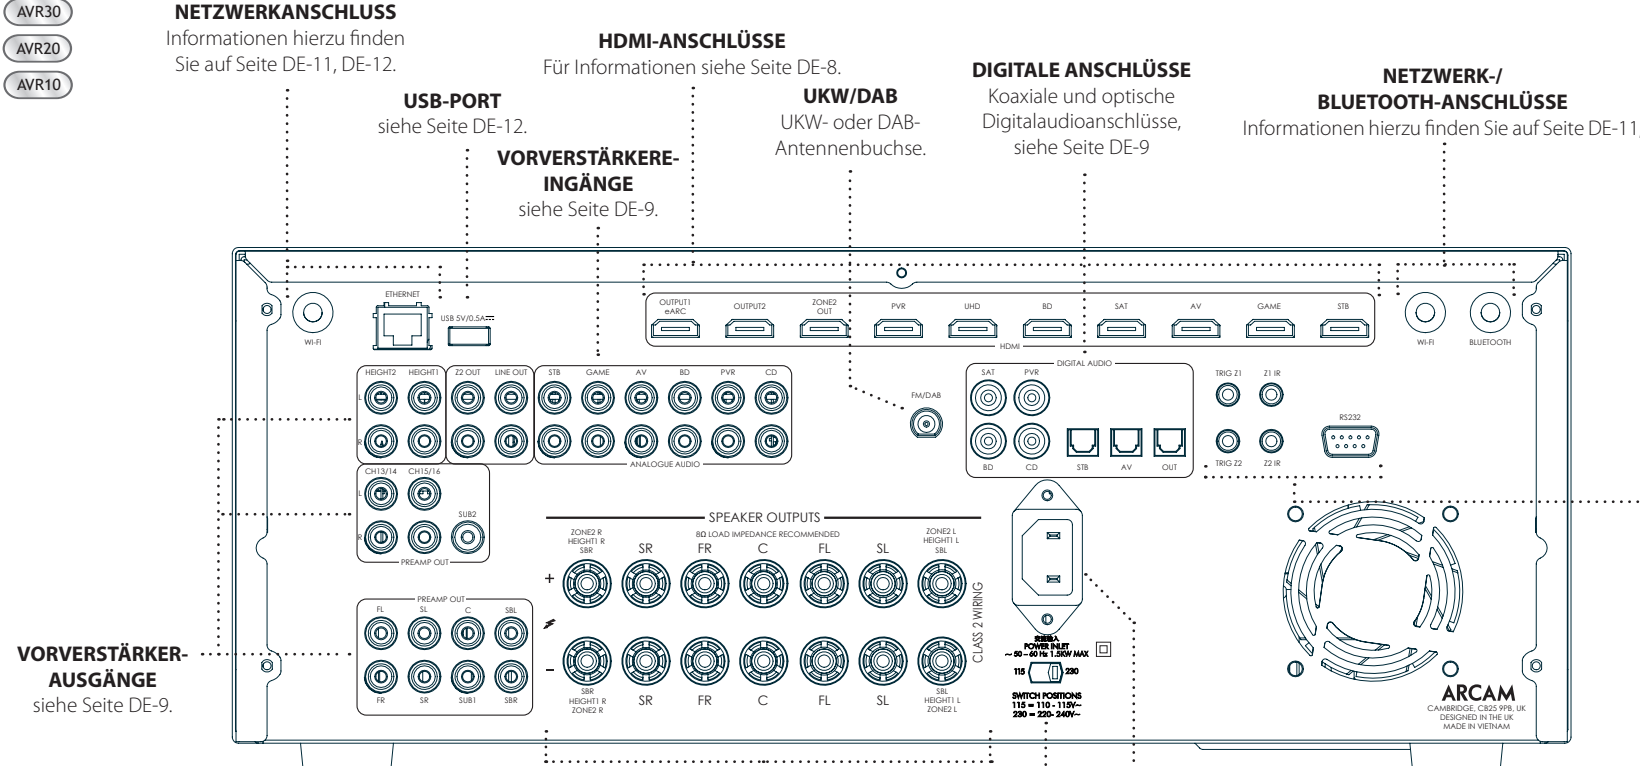 AVR30
AVR20
AVR10
NETZWERKANSCHLUSS
Informationen hierzu finden
Sie auf Seite DE-11, DE-12.
USB-PORT
siehe Seite DE-12.
VORVERSTÄRKERE-
INGÄNGE
siehe Seite DE-9.
HDMI-ANSCHLÜSSE
Für Informationen siehe Seite DE-8.
UKW/DAB
UKW- oder DAB-
Antennenbuchse.
DIGITALE ANSCHLÜSSE
Koaxiale und optische
Digitalaudioanschlüsse,
siehe Seite DE-9
NETZWERK-/
BLUETOOTH-ANSCHLÜSSE
Informationen hierzu finden Sie auf Seite DE-11,
WI-FI
ETHERNET
USB 5V/0.5A
OUTPUT1
eARC
OUTPUT2
ZONE2
OUT
PVR
UHD
BD
SAT
AV
GAME
STB
HDMI
WI-FI
BLUETOOTH
HEIGHT2
HEIGHT1
Z2 OUT
LINE OUT
STB
GAME
AV
BD
PVR
CD
L
R
ANALOGUE AUDIO
FM/DAB
DIGITAL AUDIO
SAT
PVR
BD
CD
STB
AV
OUT
TRIG Z1
Z1 IR
TRIG Z2
Z2 IR
RS232
CH13/14
CH15/16
L
R
SUB2
PREAMP OUT
PREAMP OUT
FL
SL
C
SBL
FR
SR
SUB1
SBR
SPEAKER OUTPUTS
8Ω LOAD IMPEDANCE RECOMMENDED
ZONE2 R
HEIGHT1 R
SBR
SR
FR
C
FL
SL
ZONE2 L
HEIGHT1 L
SBL
+
−
SBR
HEIGHT1 R
ZONE2 R
SR
FR
C
FL
SL
SBL
HEIGHT1 L
ZONE2 L
CLASS 2 WIRING
POWER INLET
~ 50 – 60 Hz 1.5KW MAX
115
230
SWITCH POSITIONS
115 = 110 - 115V~
230 = 220- 240V~
ARCAM
CAMBRIDGE, CB25 9PB, UK
DESIGNED IN THE UK
MADE IN VIETNAM
VORVERSTÄRKER-
AUSGÄNGE
siehe Seite DE-9.